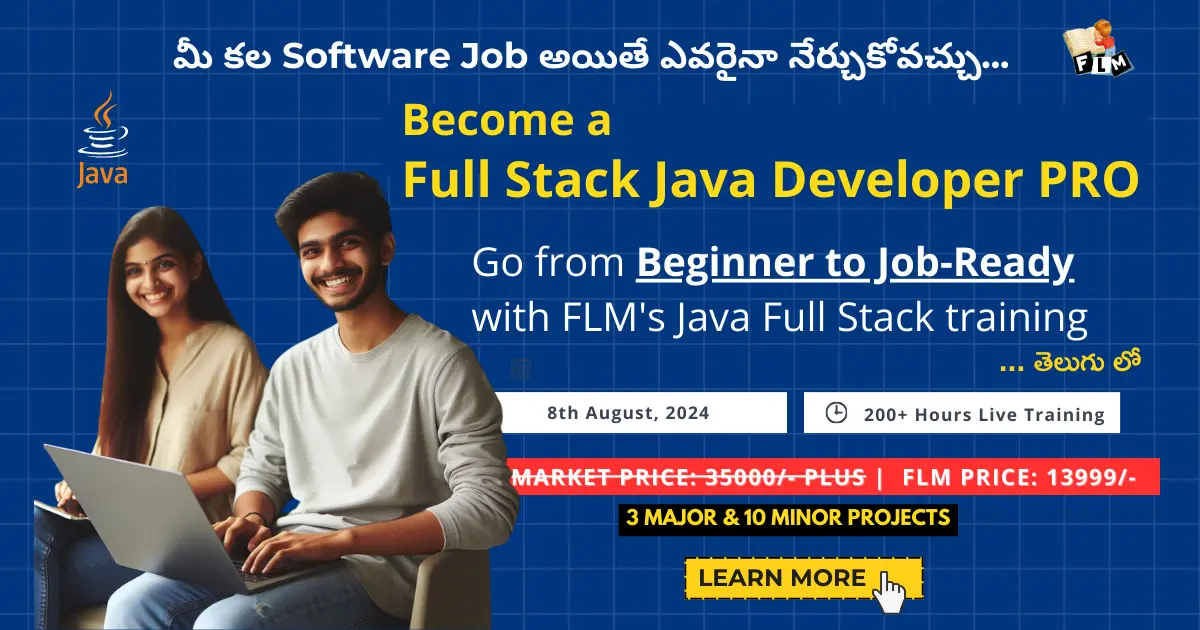 మీ కల Software Job అయితే ఎవరైనా నేర్చుకోవచ్చు...
FLM
Java
Become a
Full Stack Java Developer PRO
Go from Beginner to Job-Ready
with FLM's Java Full Stack training
... తెలుగు లో
8th August, 2024
200+ Hours Live Training
MARKET PRICE: 35000/- PLUS | FLM PRICE: 13999/-
3 MAJOR & 10 MINOR PROJECTS
LEARN MORE